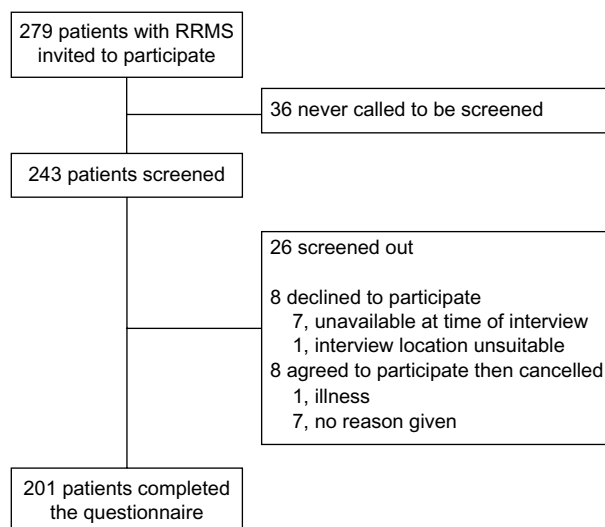 279 patients with RRMS
invited to participate
36 never called to be screened
243 patients screened
26 screened out
8 declined to participate
7, unavailable at time of interview
1, interview location unsuitable
8 agreed to participate then cancelled
1, illness
7, no reason given
201 patients completed
the questionnaire